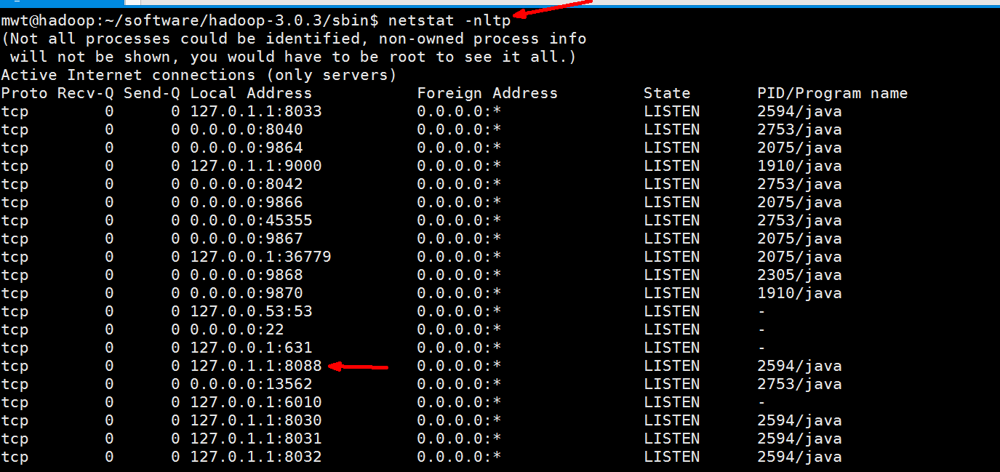 mwt@hadoop:~/software/hadoop-3.0.3/sbin$ netstat -nltp
(Not all processes could be identified, non-owned process info
 will not be shown, you would have to be root to see it all.)
Active Internet connections (only servers)
Proto Recv-Q Send-Q Local Address           Foreign Address         State       PID/Program name
tcp        0      0 127.0.1.1:8033          0.0.0.0:*               LISTEN      2594/java
tcp        0      0 0.0.0.0:8040            0.0.0.0:*               LISTEN      2753/java
tcp        0      0 0.0.0.0:9864            0.0.0.0:*               LISTEN      2075/java
tcp        0      0 127.0.1.1:9000          0.0.0.0:*               LISTEN      1910/java
tcp        0      0 0.0.0.0:8042            0.0.0.0:*               LISTEN      2753/java
tcp        0      0 0.0.0.0:9866            0.0.0.0:*               LISTEN      2075/java
tcp        0      0 0.0.0.0:45355           0.0.0.0:*               LISTEN      2753/java
tcp        0      0 0.0.0.0:9867            0.0.0.0:*               LISTEN      2075/java
tcp        0      0 127.0.0.1:36779         0.0.0.0:*               LISTEN      2075/java
tcp        0      0 0.0.0.0:9868            0.0.0.0:*               LISTEN      2305/java
tcp        0      0 0.0.0.0:9870            0.0.0.0:*               LISTEN      1910/java
tcp        0      0 127.0.0.53:53           0.0.0.0:*               LISTEN      -
tcp        0      0 0.0.0.0:22              0.0.0.0:*               LISTEN      -
tcp        0      0 127.0.0.1:631           0.0.0.0:*               LISTEN      -
tcp        0      0 127.0.1.1:8088          0.0.0.0:*               LISTEN      2594/java
tcp        0      0 0.0.0.0:13562           0.0.0.0:*               LISTEN      2753/java
tcp        0      0 127.0.0.1:6010          0.0.0.0:*               LISTEN      -
tcp        0      0 127.0.1.1:8030          0.0.0.0:*               LISTEN      2594/java
tcp        0      0 127.0.1.1:8031          0.0.0.0:*               LISTEN      2594/java
tcp        0      0 127.0.1.1:8032          0.0.0.0:*               LISTEN      2594/java